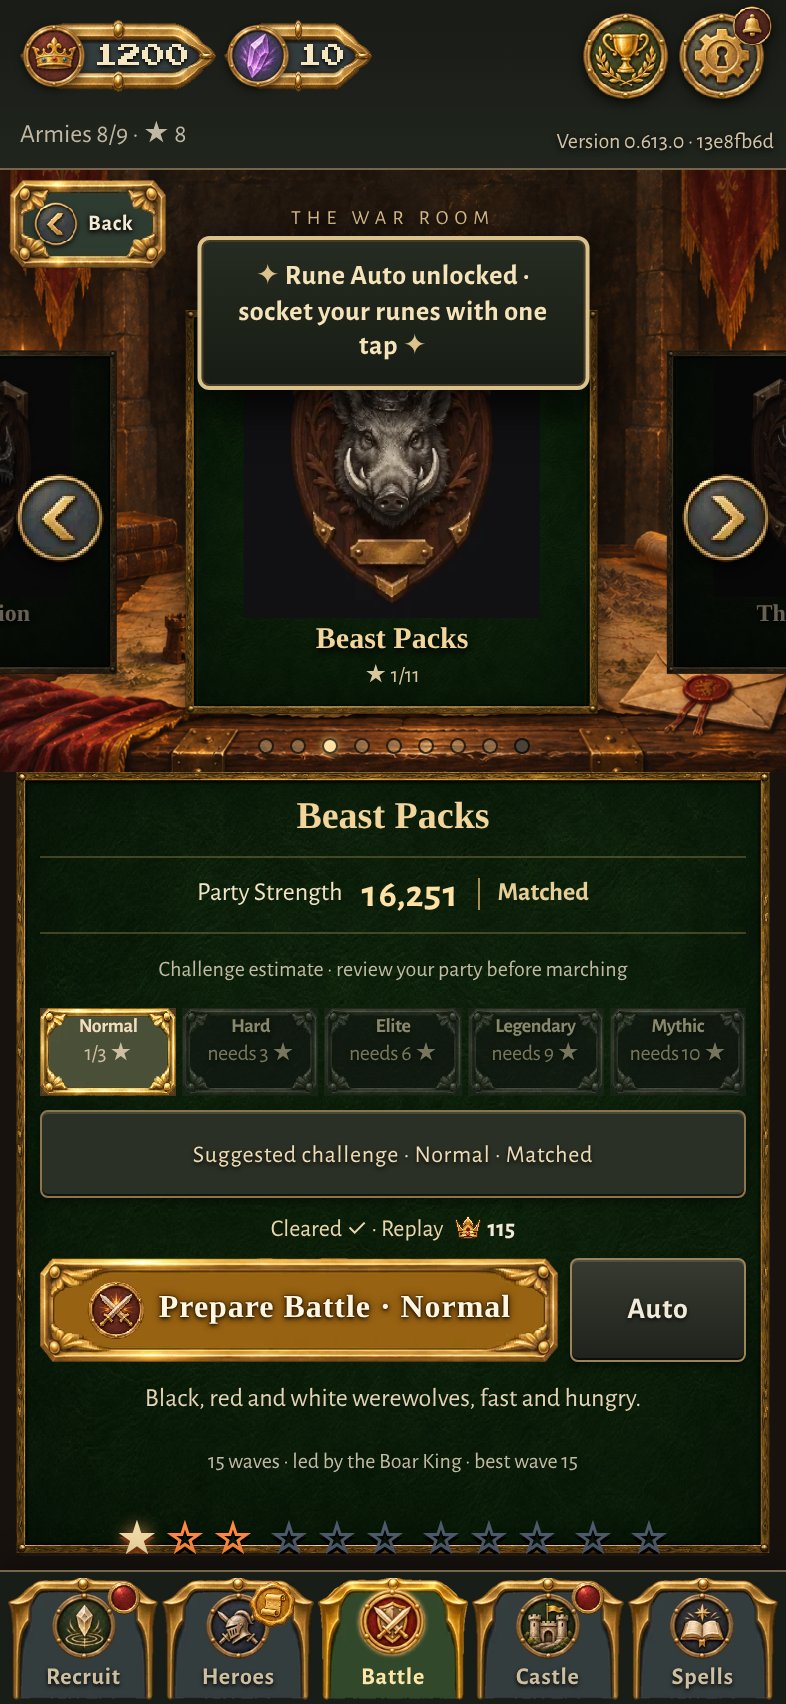 1200
10
Armies 8/9 · ★ 8
Version 0.613.0 · 13e8fb6d
Back
THE WAR ROOM
✦ Rune Auto unlocked ·
socket your runes with one
tap ✦
ion
Th
Beast Packs
★ 1/11
Beast Packs
Party Strength 16,251 | Matched
Challenge estimate · review your party before marching
Normal
1/3 ★
Hard
needs 3 ★
Elite
needs 6 ★
Legendary
needs 9 ★
Mythic
needs 10 ★
Suggested challenge · Normal · Matched
Cleared ✓ · Replay 115
Prepare Battle · Normal
Auto
Black, red and white werewolves, fast and hungry.
15 waves · led by the Boar King · best wave 15
Recruit
Heroes
Battle
Castle
Spells